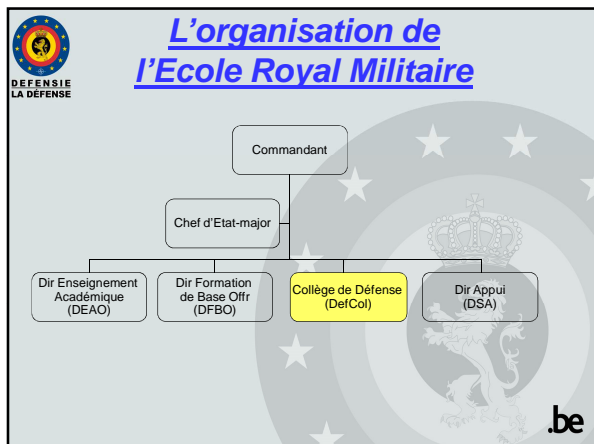 L'organisation de
l'Ecole Royal Militaire
DEFENSIE
LA DÉFENSE
Commandant
Chef d'Etat-major
Dir Enseignement
Académique
(DEAO)
Dir Formation
de Base Offr
(DFBO)
Collège de Défense
(DefCol)
Dir Appui
(DSA)
.be